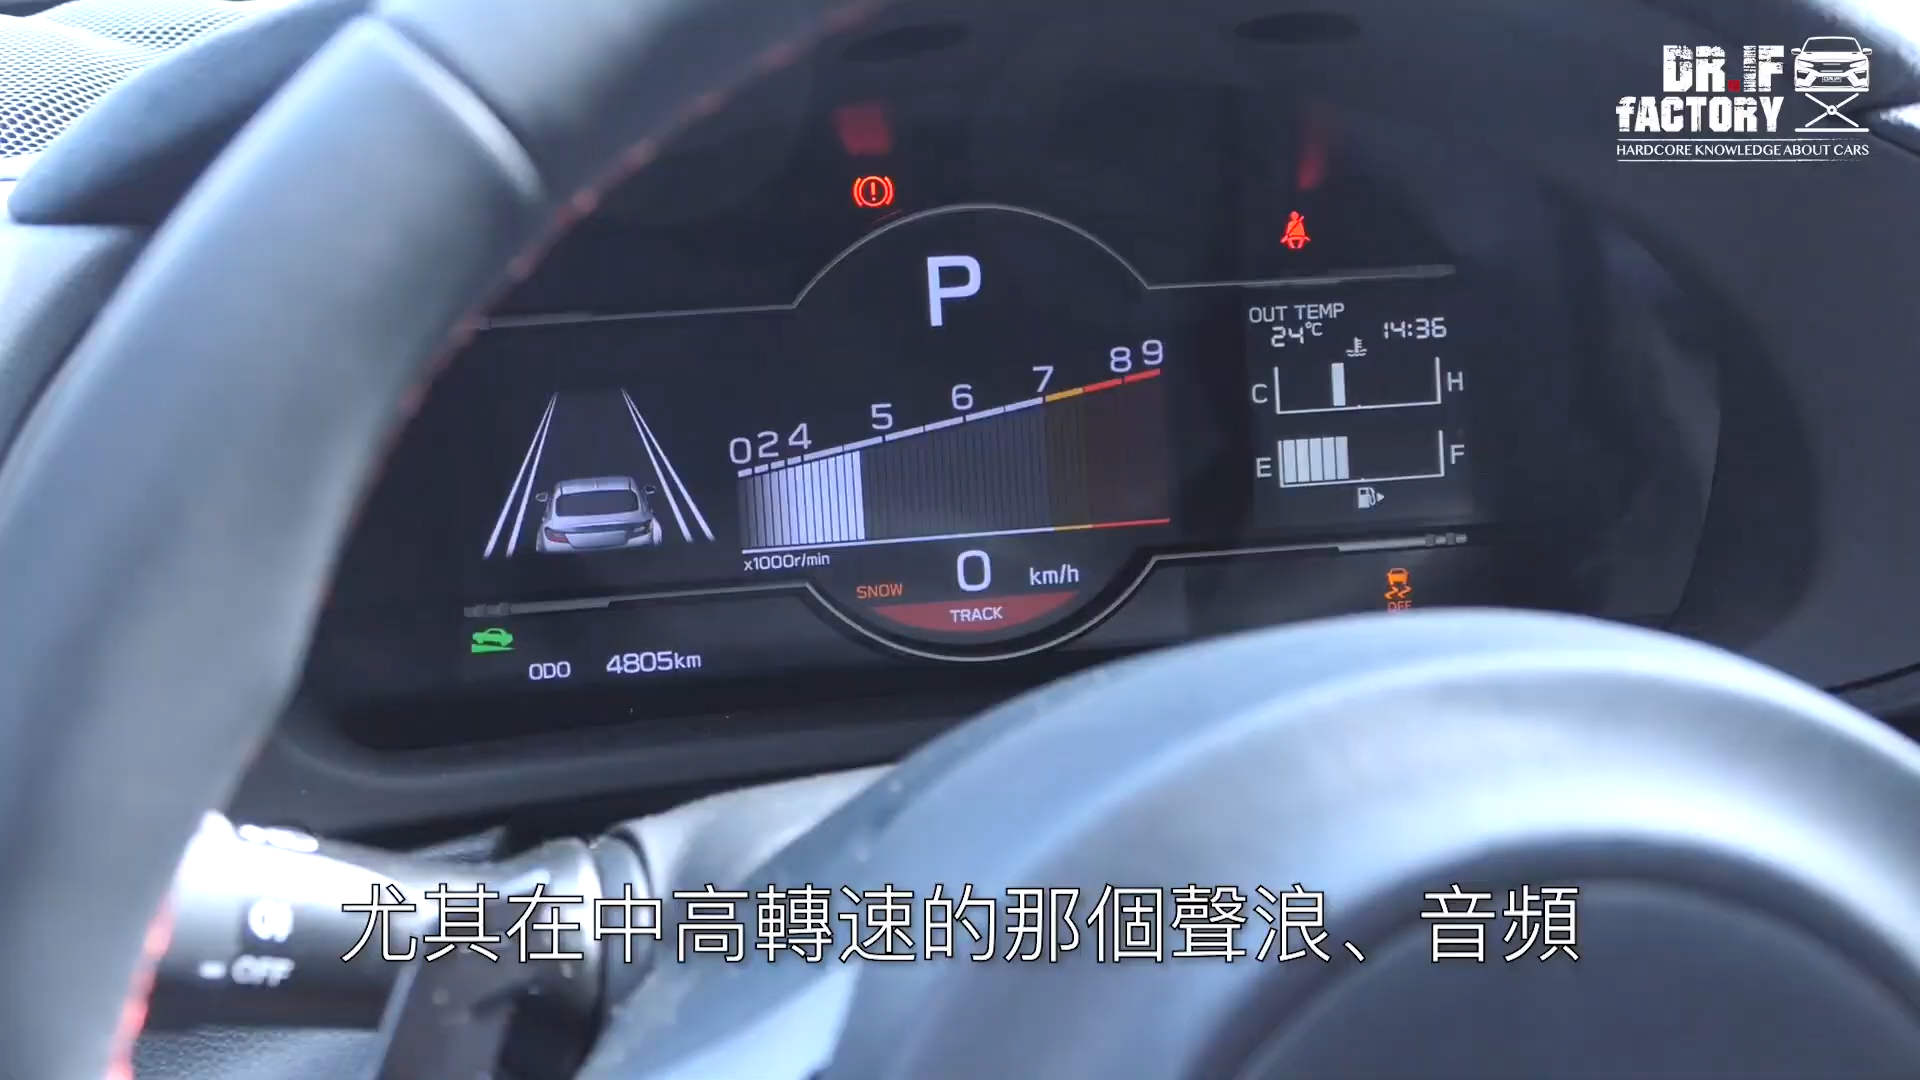 DR.IF
fACTORY
HARDCORE KNOWLEDGE ABOUT CARS
P
OUT TEMP
24°C 14:36
C H
E F
0 2 4 5 6 7 8 9
x1000r/min
SNOW 0 km/h
TRACK
OFF
ODO 4805km
OFF
尤其在中高轉速的那個聲浪、音頻